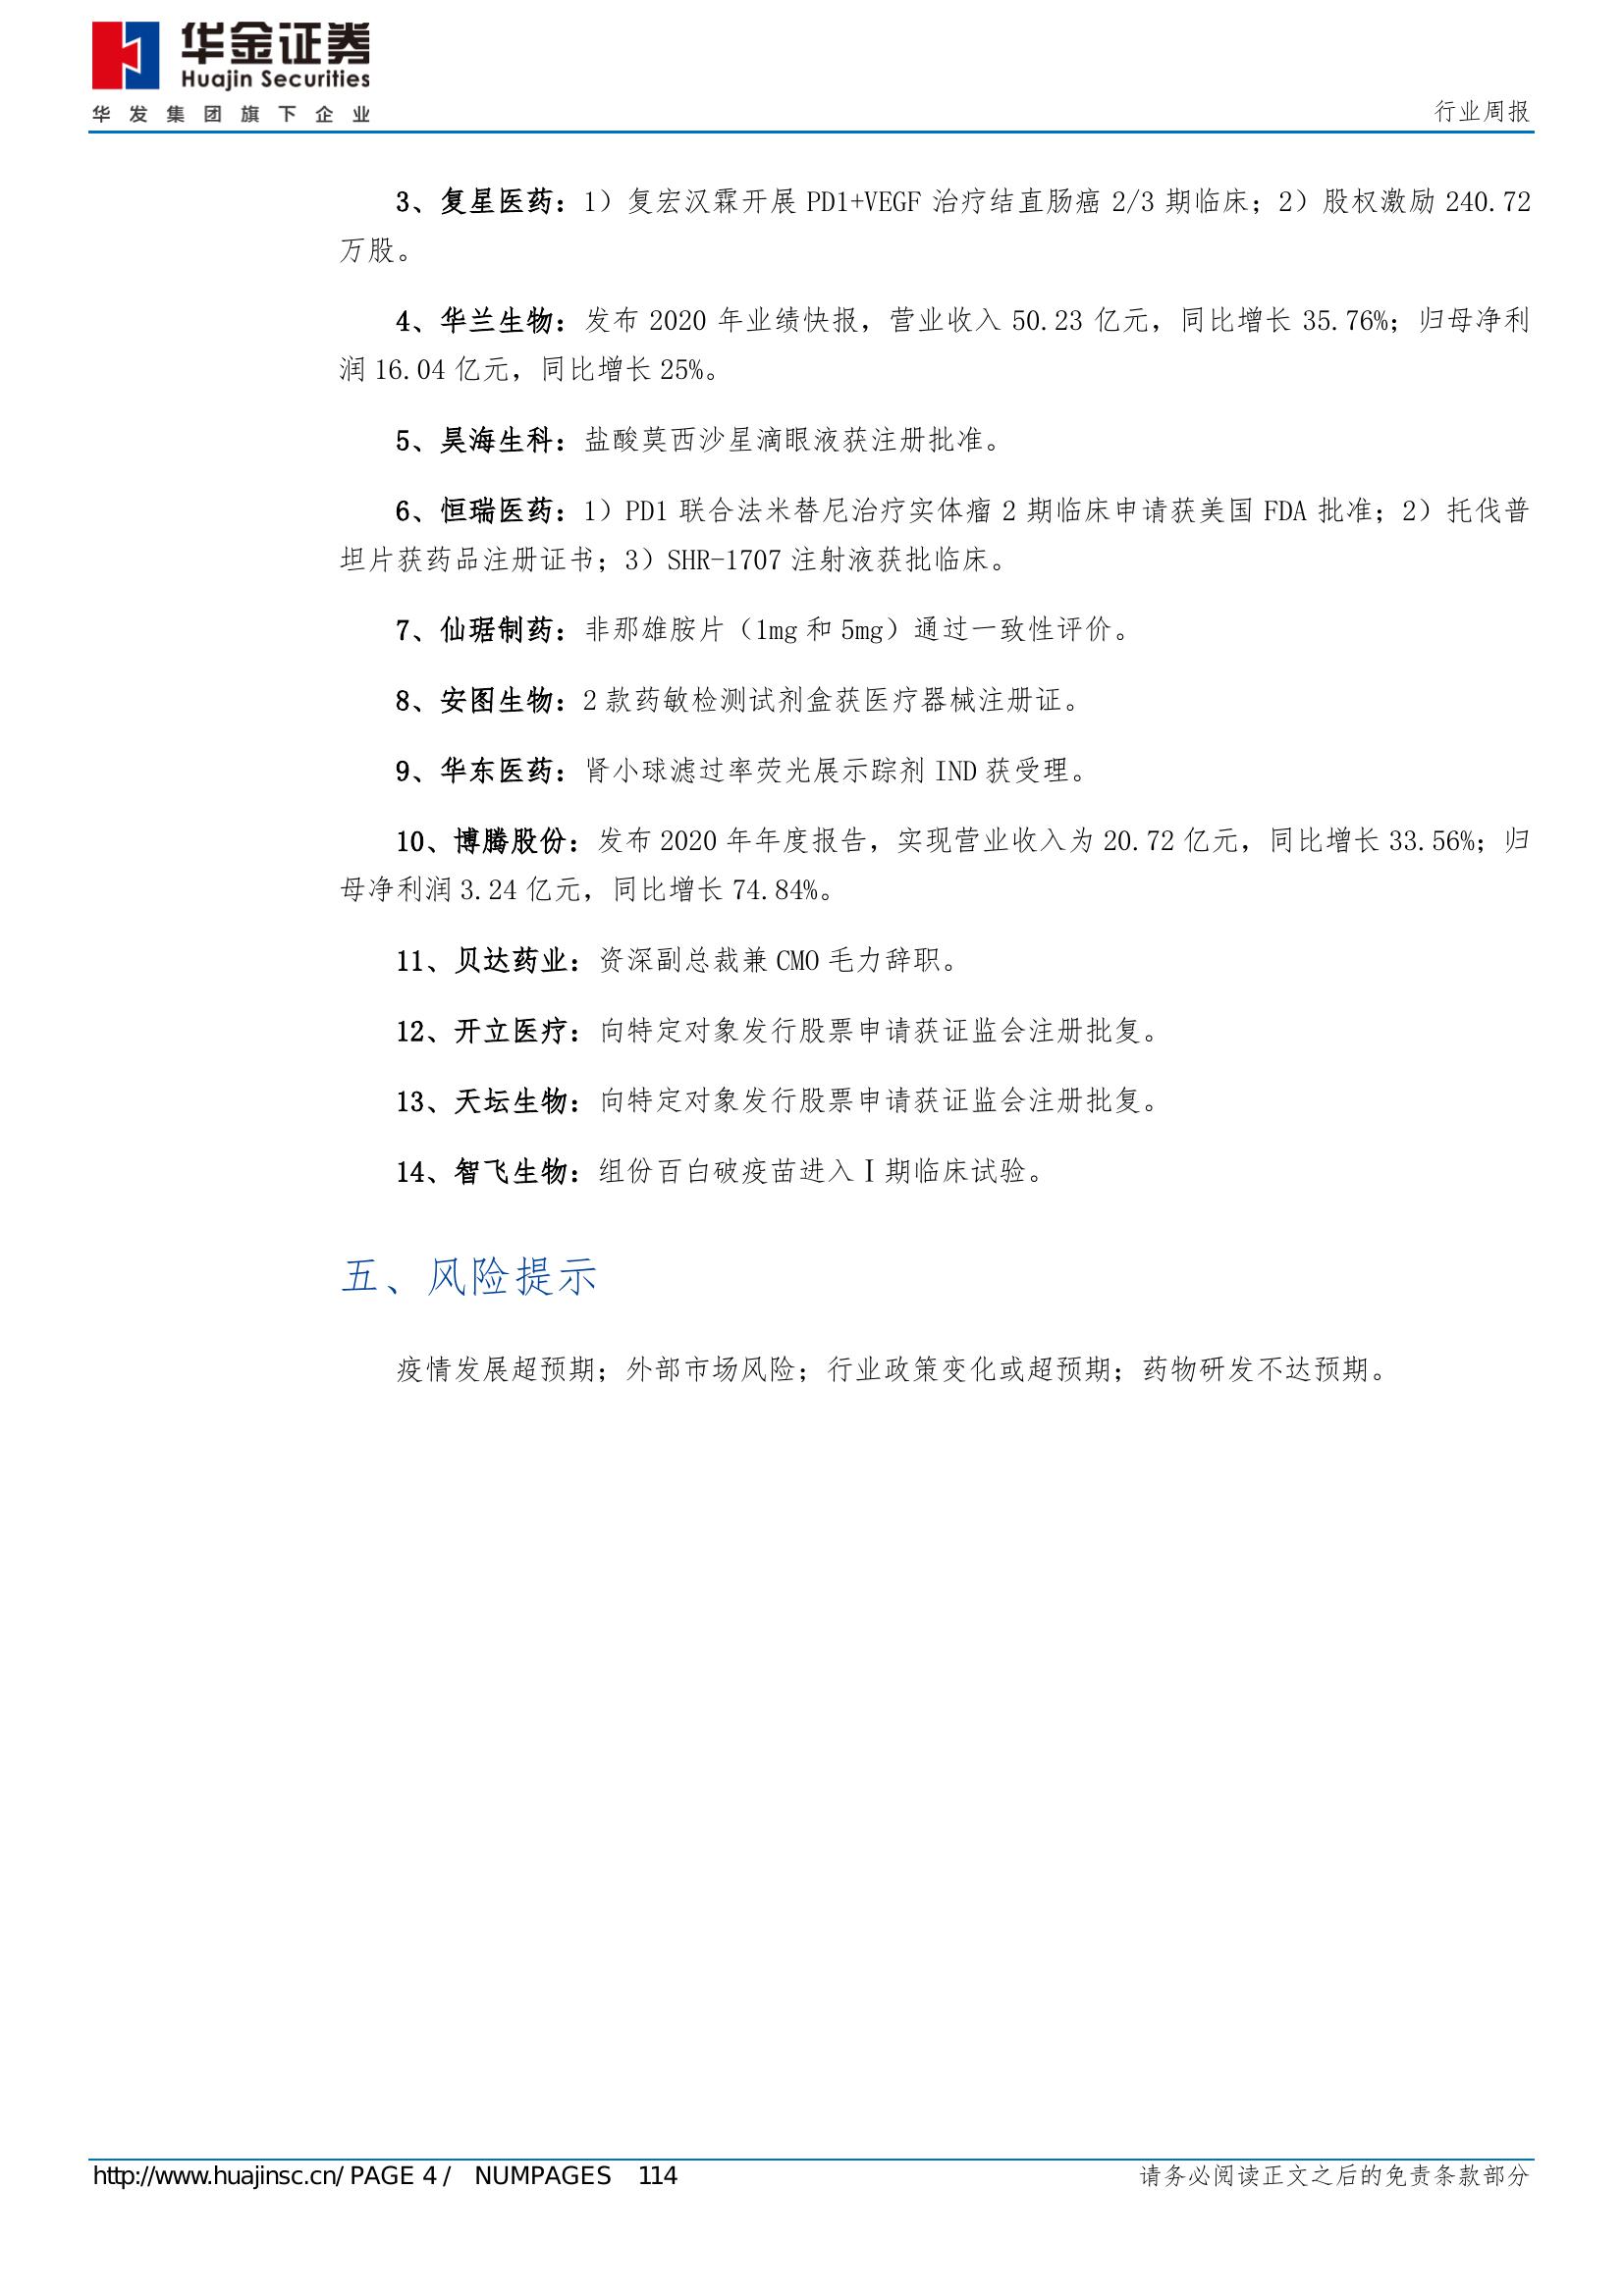 华金证券
Huajin Securities
华发集团旗下企业
行业周报
3、复星医药：1）复宏汉霖开展 PD1+VEGF 治疗结直肠癌 2/3 期临床；2）股权激励 240.72
万股。
4、华兰生物：发布 2020 年业绩快报，营业收入 50.23 亿元，同比增长 35.76%；归母净利
润 16.04 亿元，同比增长 25%。
5、昊海生科：盐酸莫西沙星滴眼液获注册批准。
6、恒瑞医药：1）PD1 联合法米替尼治疗实体瘤 2 期临床申请获美国 FDA 批准；2）托伐普
坦片获药品注册证书；3）SHR-1707 注射液获批临床。
7、仙琚制药：非那雄胺片（1mg 和 5mg）通过一致性评价。
8、安图生物：2 款药敏检测试剂盒获医疗器械注册证。
9、华东医药：肾小球滤过率荧光展示踪剂 IND 获受理。
10、博腾股份：发布 2020 年年度报告，实现营业收入为 20.72 亿元，同比增长 33.56%；归
母净利润 3.24 亿元，同比增长 74.84%。
11、贝达药业：资深副总裁兼 CMO 毛力辞职。
12、开立医疗：向特定对象发行股票申请获证监会注册批复。
13、天坛生物：向特定对象发行股票申请获证监会注册批复。
14、智飞生物：组份百白破疫苗进入Ⅰ期临床试验。
五、风险提示
疫情发展超预期；外部市场风险；行业政策变化或超预期；药物研发不达预期。
http://www.huajinsc.cn/ PAGE 4 / NUMPAGES 114
请务必阅读正文之后的免责条款部分